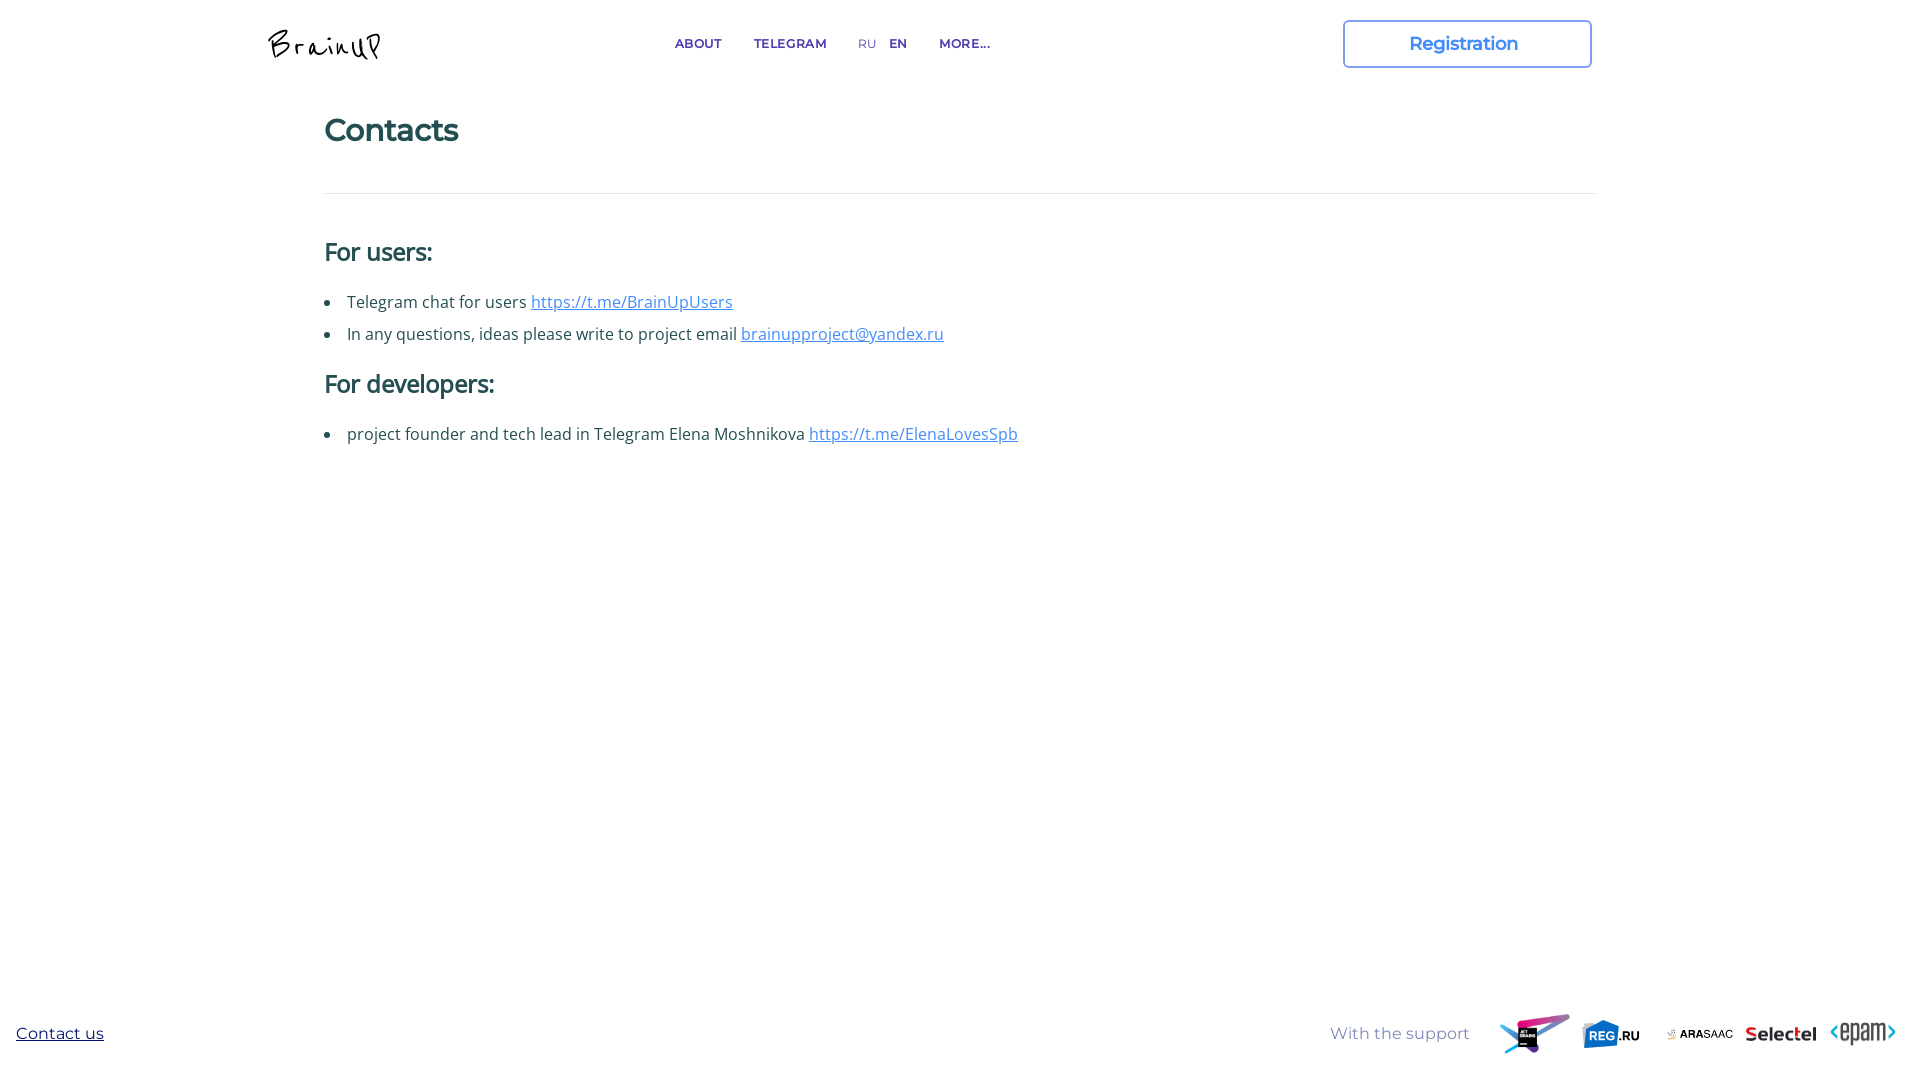 BrainUP
ABOUT TELEGRAM RU EN MORE... Registration
Contacts
For users:
Telegram chat for users https://t.me/BrainUpUsers
In any questions, ideas please write to project email brainupproject@yandex.ru
For developers:
project founder and tech lead in Telegram Elena Moshnikova https://t.me/ElenaLovesSpb
Contact us
With the support JET BRAINS REG.RU ARASAAC Selectel <epam>